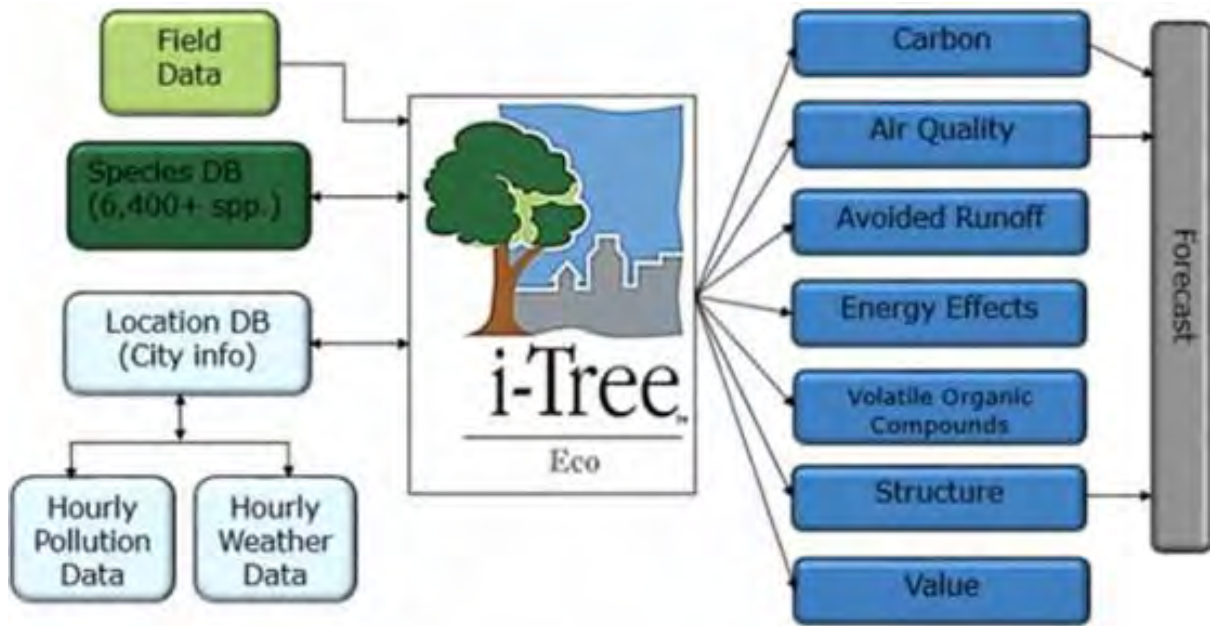 Field
Data
Species DB
(6,400+ spp.)
Location DB
(City info)
Hourly
Pollution
Data
Hourly
Weather
Data
i-Tree™
Eco
Carbon
Air Quality
Avoided Runoff
Energy Effects
Volatile Organic
Compounds
Structure
Value
Forecast